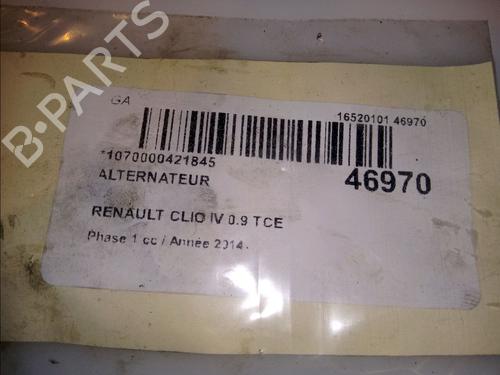 GA
16520101 46970
*1070000421845
46970
ALTERNATEUR
RENAULT CLIO IV 0.9 TCE
Phase 1 cc / Année 2014
B-PARTS